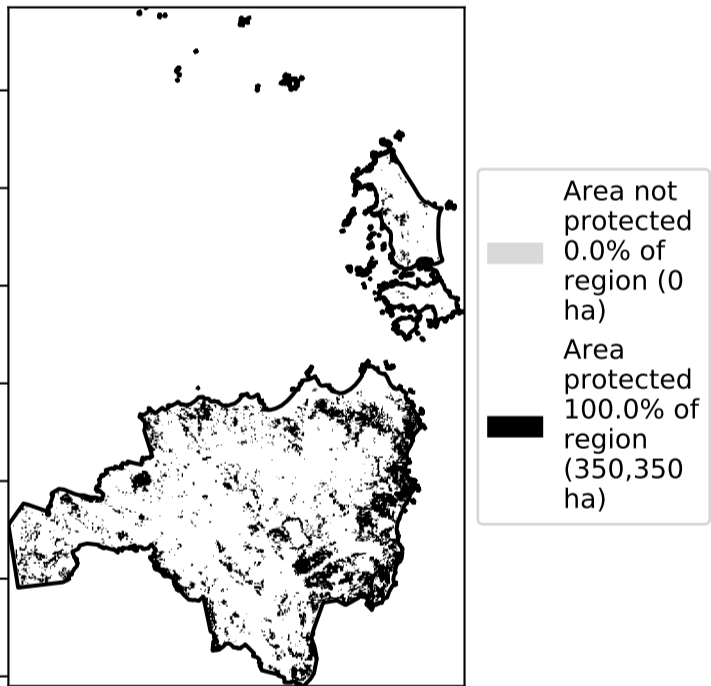 Area not
protected
0.0% of
region (0
ha)
Area
protected
100.0% of
region
(350,350
ha)